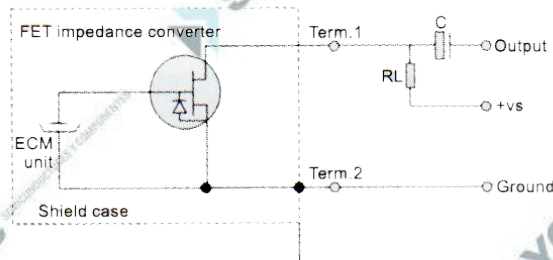 FET impedance converter
Term.1
C
Output
RL
+vs
ECM
unit
Term.2
Ground
Shield case